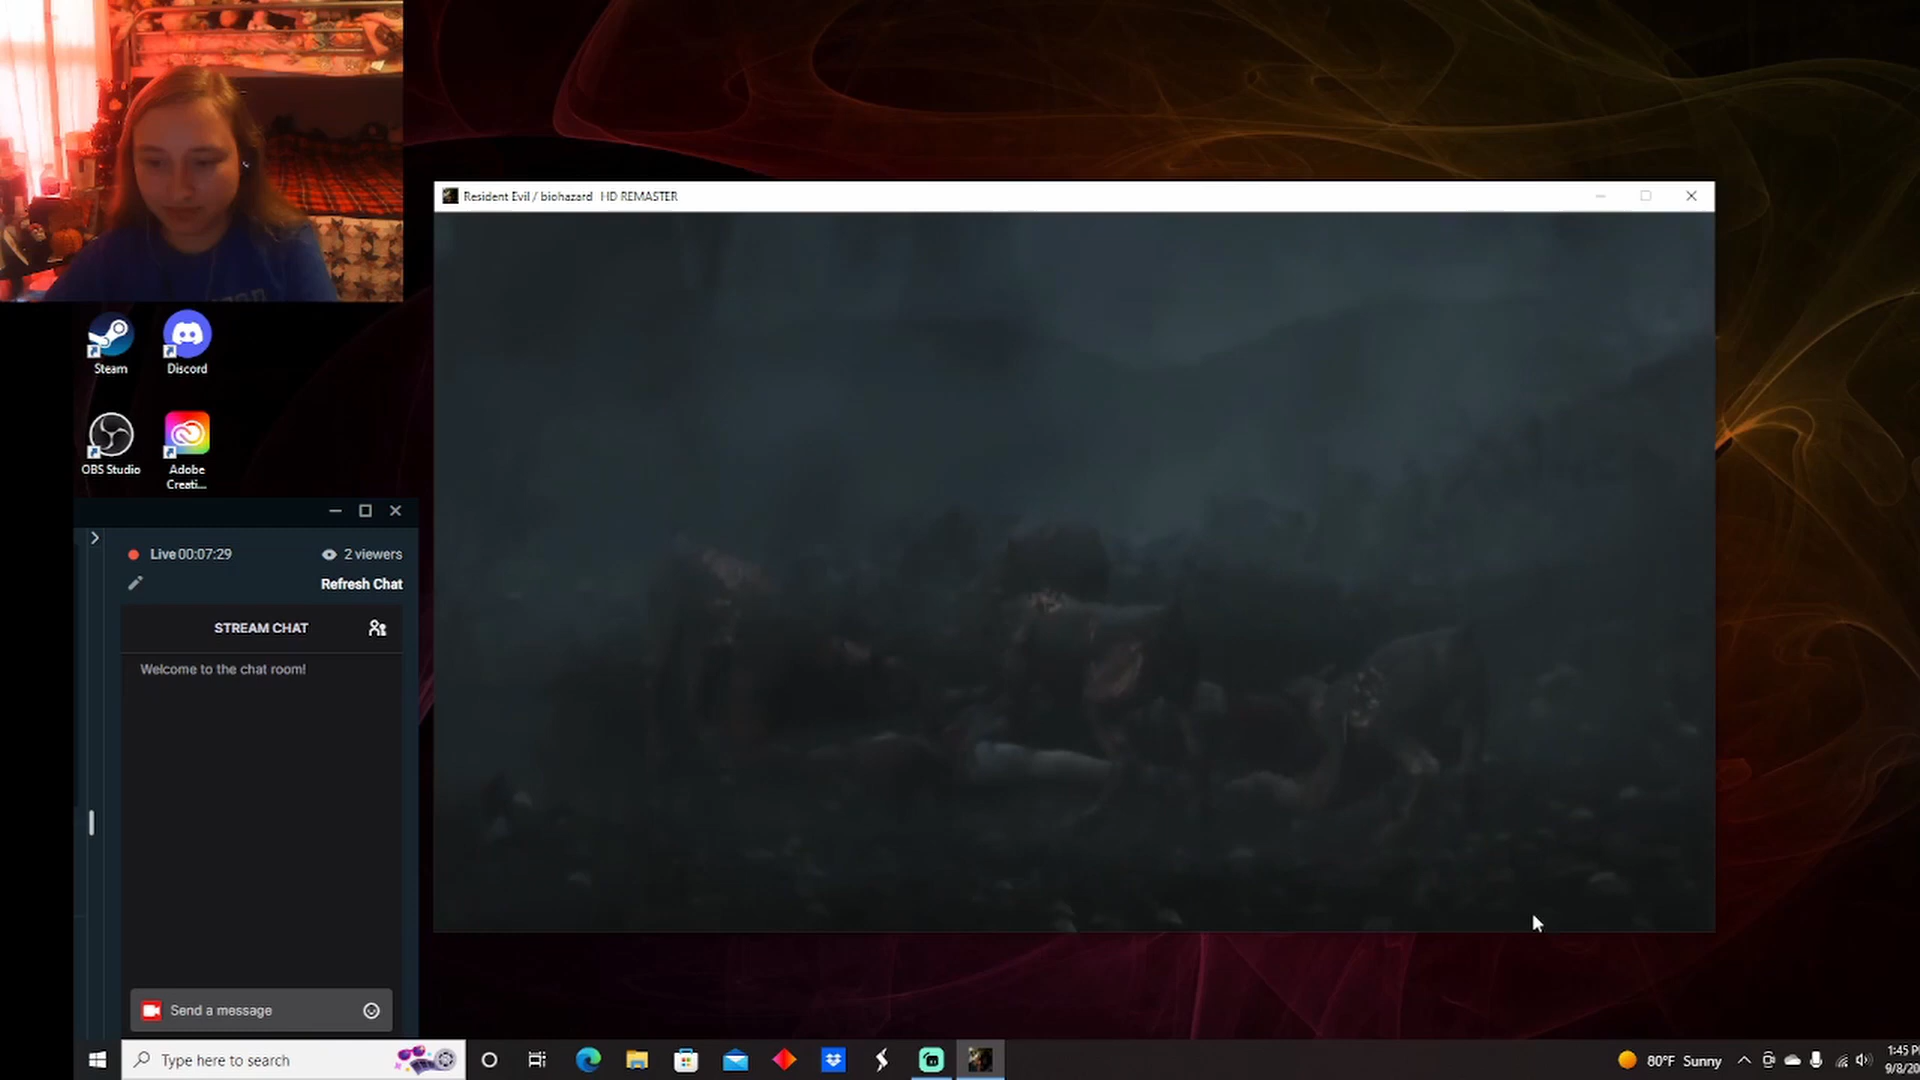 Resident Evil / biohazard HD REMASTER
Steam
Discord
OBS Studio
Adobe
Creati...
Live 00:07:29
2 viewers
Refresh Chat
STREAM CHAT
Welcome to the chat room!
Send a message
Type here to search
80°F Sunny
1:45 P
9/8/20